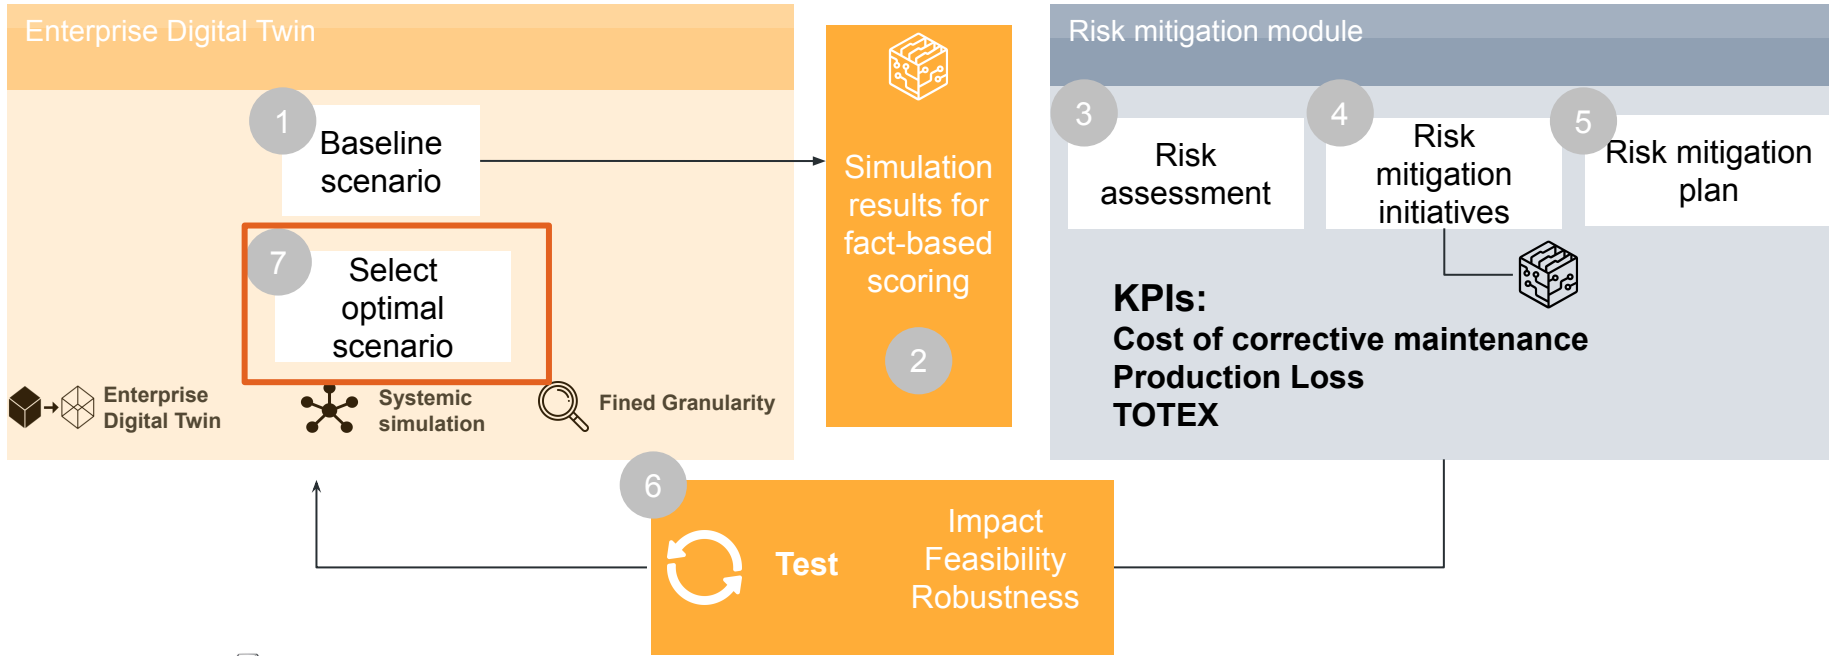 Enterprise Digital Twin
1
Baseline
scenario
7
Select
optimal
scenario
Enterprise
Digital Twin
Systemic
simulation
Fined Granularity
Simulation
results for
fact-based
scoring
2
Risk mitigation module
3
Risk
assessment
4
Risk
mitigation
initiatives
5
Risk mitigation
plan
KPIs:
Cost of corrective maintenance
Production Loss
TOTEX
6
Test
Impact
Feasibility
Robustness